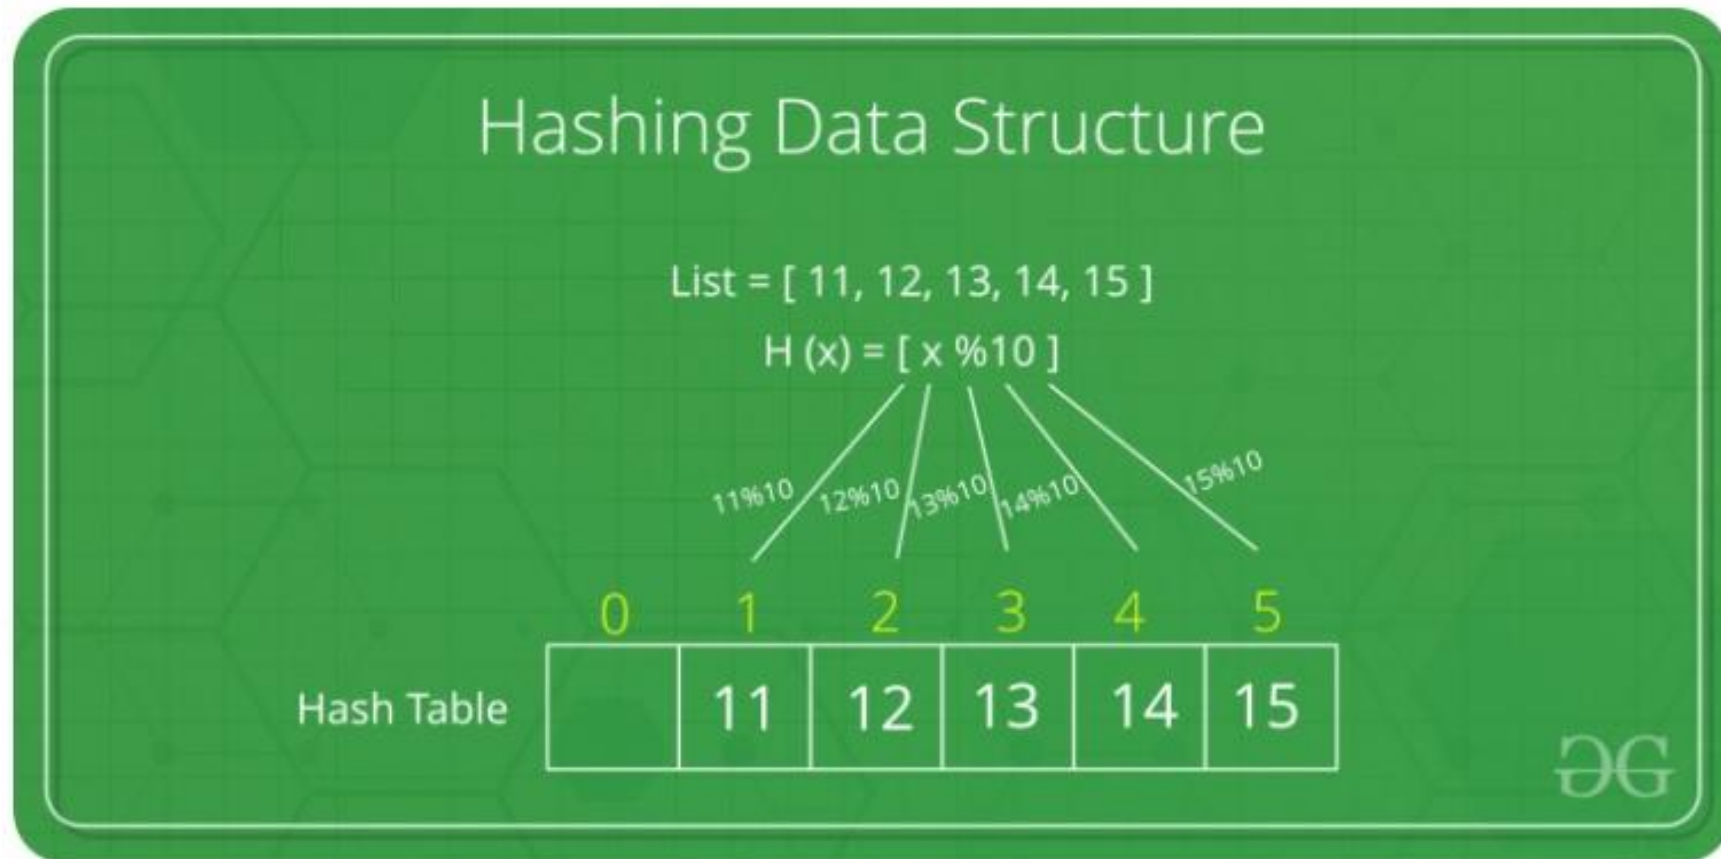 Hashing Data Structure
List = [ 11, 12, 13, 14, 15 ]
H (x) = [ x %10 ]
11%10 12%10 13%10 14%10 15%10
0 1 2 3 4 5
Hash Table 11 12 13 14 15
GG